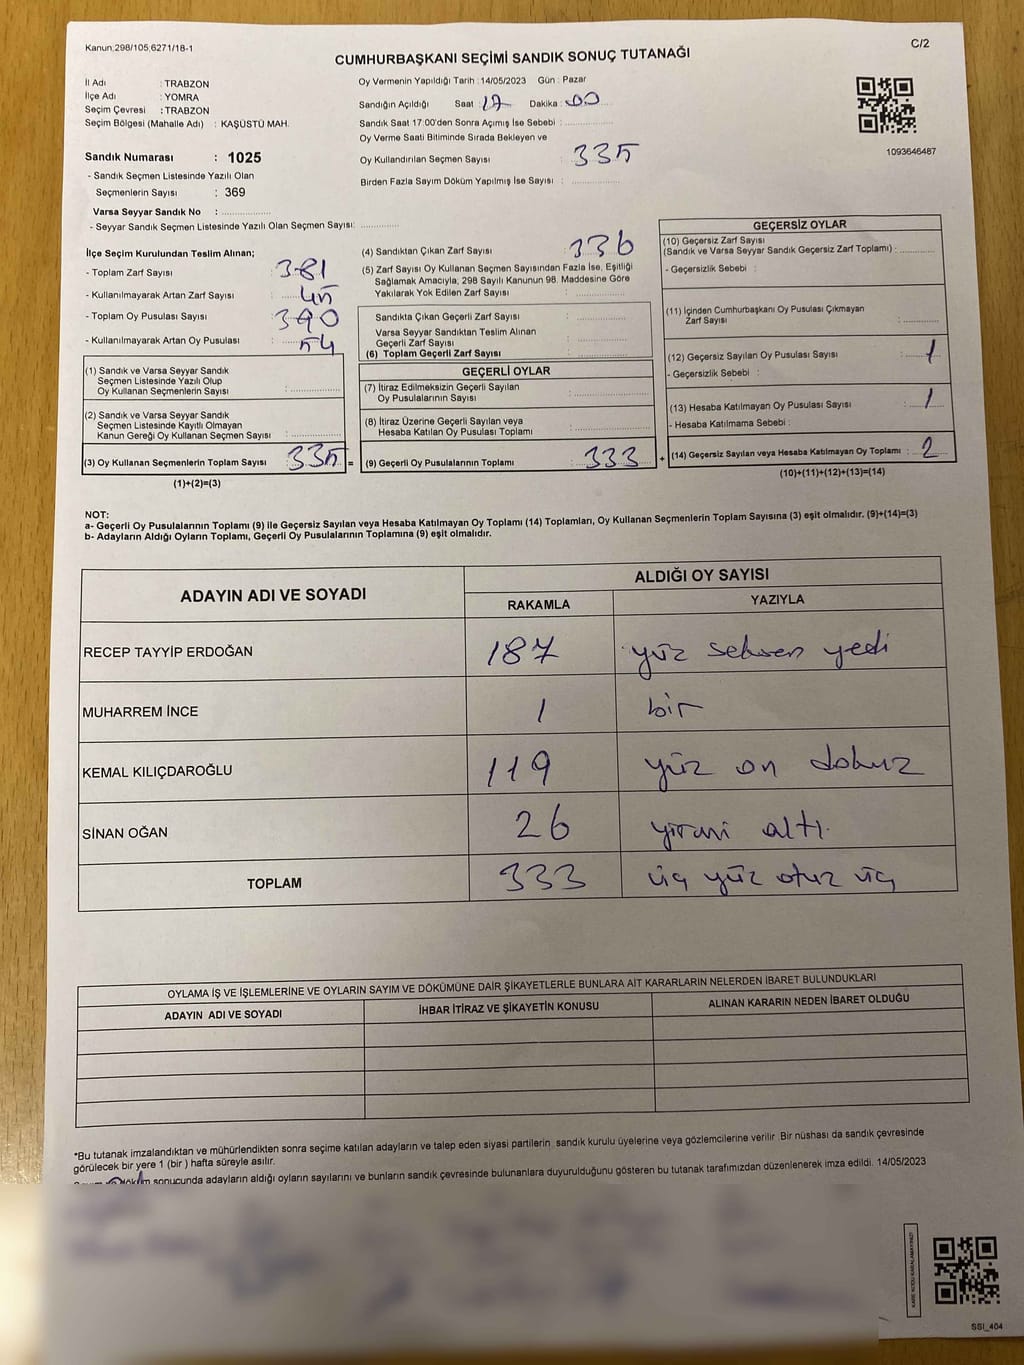 Kanun,298/105,6271/18-1
C/2
CUMHURBAŞKANI SEÇİMİ SANDIK SONUÇ TUTANAĞI
İl Adı : TRABZON
İlçe Adı : YOMRA
Seçim Çevresi : TRABZON
Seçim Bölgesi (Mahalle Adı) : KAŞÜSTÜ MAH.
Sandık Numarası : 1025
- Sandık Seçmen Listesinde Yazılı Olan
Seçmenlerin Sayısı : 369
Varsa Seyyar Sandık No :
- Seyyar Sandık Seçmen Listesinde Yazılı Olan Seçmen Sayısı:
Oy Vermenin Yapıldığı Tarih :14/05/2023 Gün : Pazar
Sandığın Açıldığı Saat : 17 Dakika : 00
Sandık Saat 17:00'den Sonra Açımış İse Sebebi :
Oy Verme Saati Bitiminde Sırada Bekleyen ve
Oy Kullandırılan Seçmen Sayısı : 335
Birden Fazla Sayım Döküm Yapılmış İse Sayısı :
1093646487
İlçe Seçim Kurulundan Teslim Alınan;
- Toplam Zarf Sayısı : 381
- Kullanılmayarak Artan Zarf Sayısı : 45
- Toplam Oy Pusulası Sayısı : 390
- Kullanılmayarak Artan Oy Pusulası : 54
(1) Sandık ve Varsa Seyyar Sandık
Seçmen Listesinde Yazılı Olup
Oy Kullanan Seçmenlerin Sayısı :
(2) Sandık ve Varsa Seyyar Sandık
Seçmen Listesinde Kayıtlı Olmayan
Kanun Gereği Oy Kullanan Seçmen Sayısı :
(3) Oy Kullanan Seçmenlerin Toplam Sayısı : 335 =
(1)+(2)=(3)
(4) Sandıktan Çıkan Zarf Sayısı : 336
(5) Zarf Sayısı Oy Kullanan Seçmen Sayısından Fazla İse, Eşitliği
Sağlamak Amacıyla; 298 Sayılı Kanunun 98. Maddesine Göre
Yakılarak Yok Edilen Zarf Sayısı :
Sandıkta Çıkan Geçerli Zarf Sayısı :
Varsa Seyyar Sandıktan Teslim Alınan
Geçerli Zarf Sayısı :
(6) Toplam Geçerli Zarf Sayısı :
GEÇERLİ OYLAR
(7) İtiraz Edilmeksizin Geçerli Sayılan
Oy Pusulalarının Sayısı :
(8) İtiraz Üzerine Geçerli Sayılan veya
Hesaba Katılan Oy Pusulası Toplamı :
(9) Geçerli Oy Pusulalarının Toplamı : 333 +
GEÇERSİZ OYLAR
(10) Geçersiz Zarf Sayısı
(Sandık ve Varsa Seyyar Sandık Geçersiz Zarf Toplamı) :
- Geçersizlik Sebebi :
(11) İçinden Cumhurbaşkanı Oy Pusulası Çıkmayan
Zarf Sayısı :
(12) Geçersiz Sayılan Oy Pusulası Sayısı : 1
- Geçersizlik Sebebi :
(13) Hesaba Katılmayan Oy Pusulası Sayısı : 1
- Hesaba Katılmama Sebebi :
(14) Geçersiz Sayılan veya Hesaba Katılmayan Oy Toplamı : 2
(10)+(11)+(12)+(13)=(14)
NOT:
a- Geçerli Oy Pusulalarının Toplamı (9) ile Geçersiz Sayılan veya Hesaba Katılmayan Oy Toplamı (14) Toplamları, Oy Kullanan Seçmenlerin Toplam Sayısına (3) eşit olmalıdır. (9)+(14)=(3)
b- Adayların Aldığı Oyların Toplamı, Geçerli Oy Pusulalarının Toplamına (9) eşit olmalıdır.
ADAYIN ADI VE SOYADI
ALDIĞI OY SAYISI
RAKAMLA YAZIYLA
RECEP TAYYİP ERDOĞAN 187 yüz seksen yedi
MUHARREM İNCE 1 bir
KEMAL KILIÇDAROĞLU 119 yüz on dokuz
SİNAN OĞAN 26 yirmi altı.
TOPLAM 333 üç yüz otuz üç
OYLAMA İŞ VE İŞLEMLERİNE VE OYLARIN SAYIM VE DÖKÜMÜNE DAİR ŞİKAYETLERLE BUNLARA AİT KARARLARIN NELERDEN İBARET BULUNDUKLARI
ADAYIN ADI VE SOYADI İHBAR İTİRAZ VE ŞİKAYETİN KONUSU ALINAN KARARIN NEDEN İBARET OLDUĞU
*Bu tutanak imzalandıktan ve mühürlendikten sonra seçime katılan adayların ve talep eden siyasi partilerin, sandık kurulu üyelerine veya gözlemcilerine verilir. Bir nüshası da sandık çevresinde
görülecek bir yere 1 (bir) hafta süreyle asılır.
sonucunda adayların aldığı oyların sayılarını ve bunların sandık çevresinde bulunanlara duyurulduğunu gösteren bu tutanak tarafımızdan düzenlenerek imza edildi. 14/05/2023
KARE KODU KARALAMAYINIZ!
SSI_404